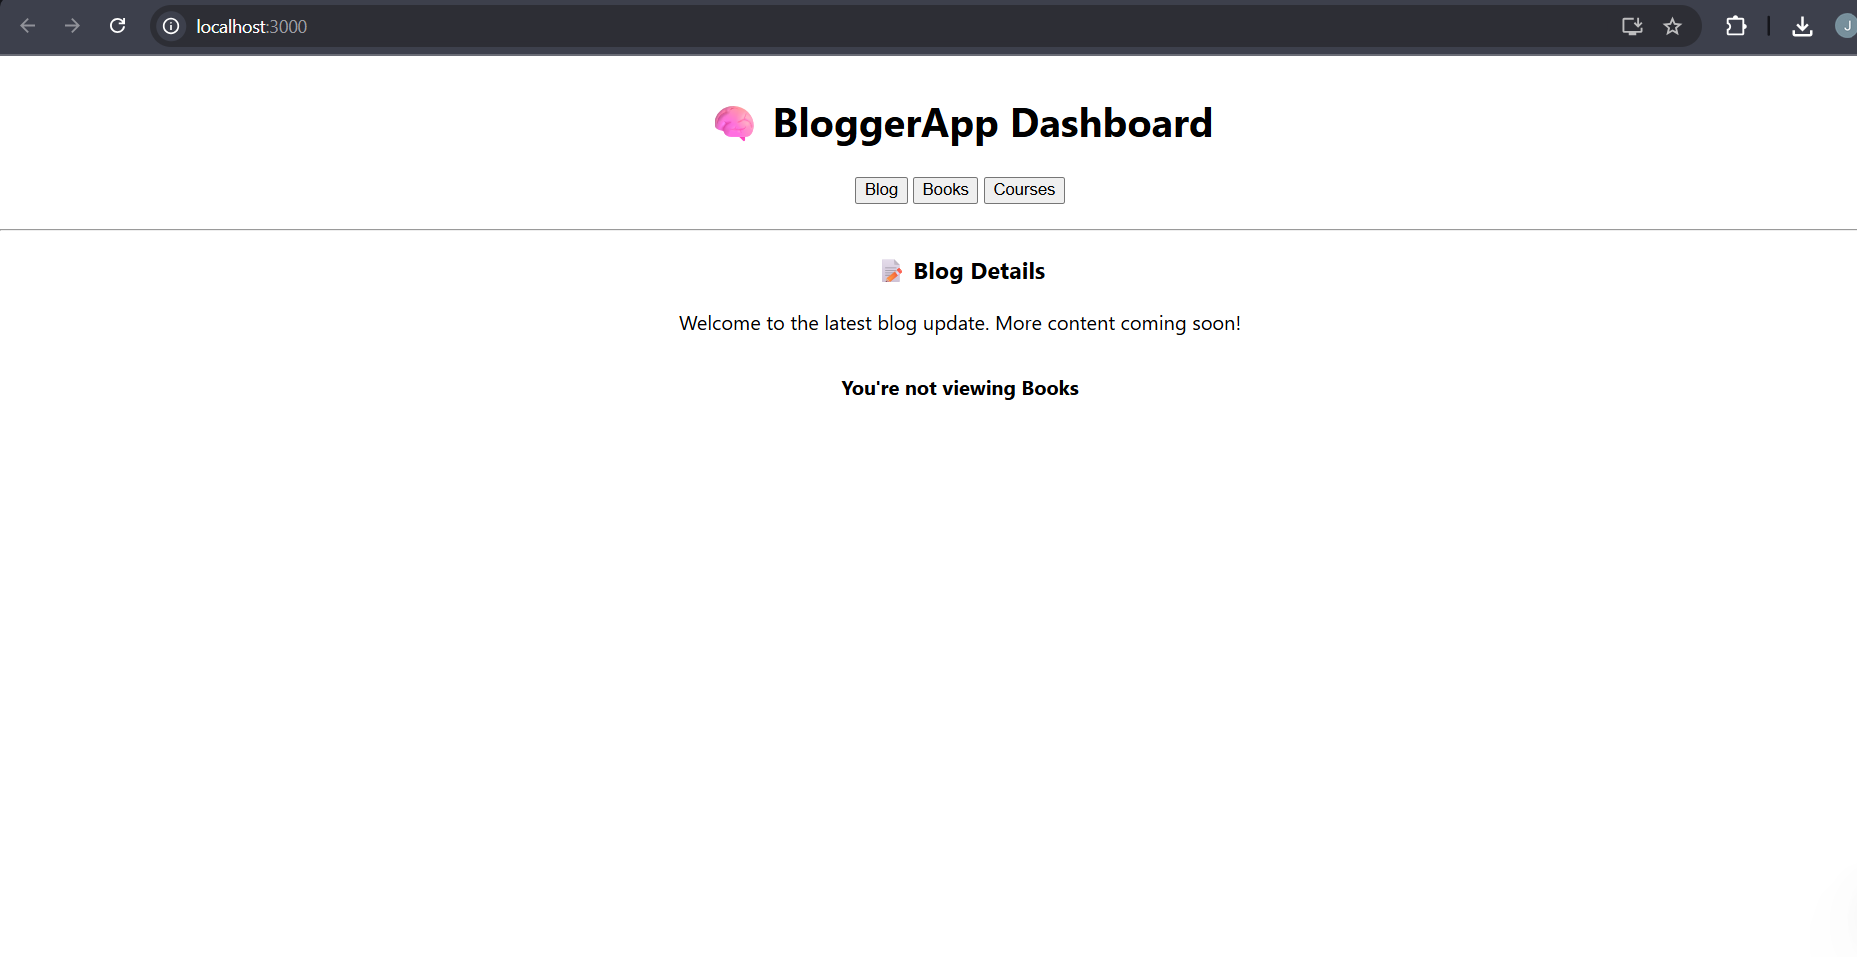 localhost:3000
J
🧠 BloggerApp Dashboard
Blog Books Courses
📝 Blog Details
Welcome to the latest blog update. More content coming soon!
You're not viewing Books